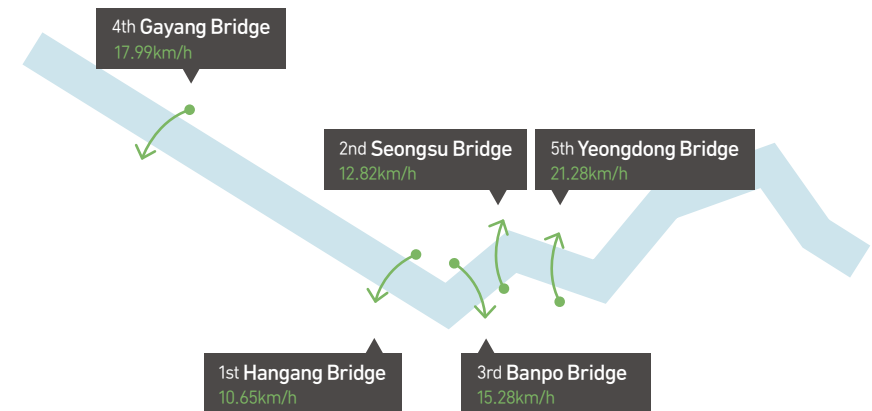 4th Gayang Bridge
17.99km/h
2nd Seongsu Bridge
12.82km/h
5th Yeongdong Bridge
21.28km/h
1st Hangang Bridge
10.65km/h
3rd Banpo Bridge
15.28km/h